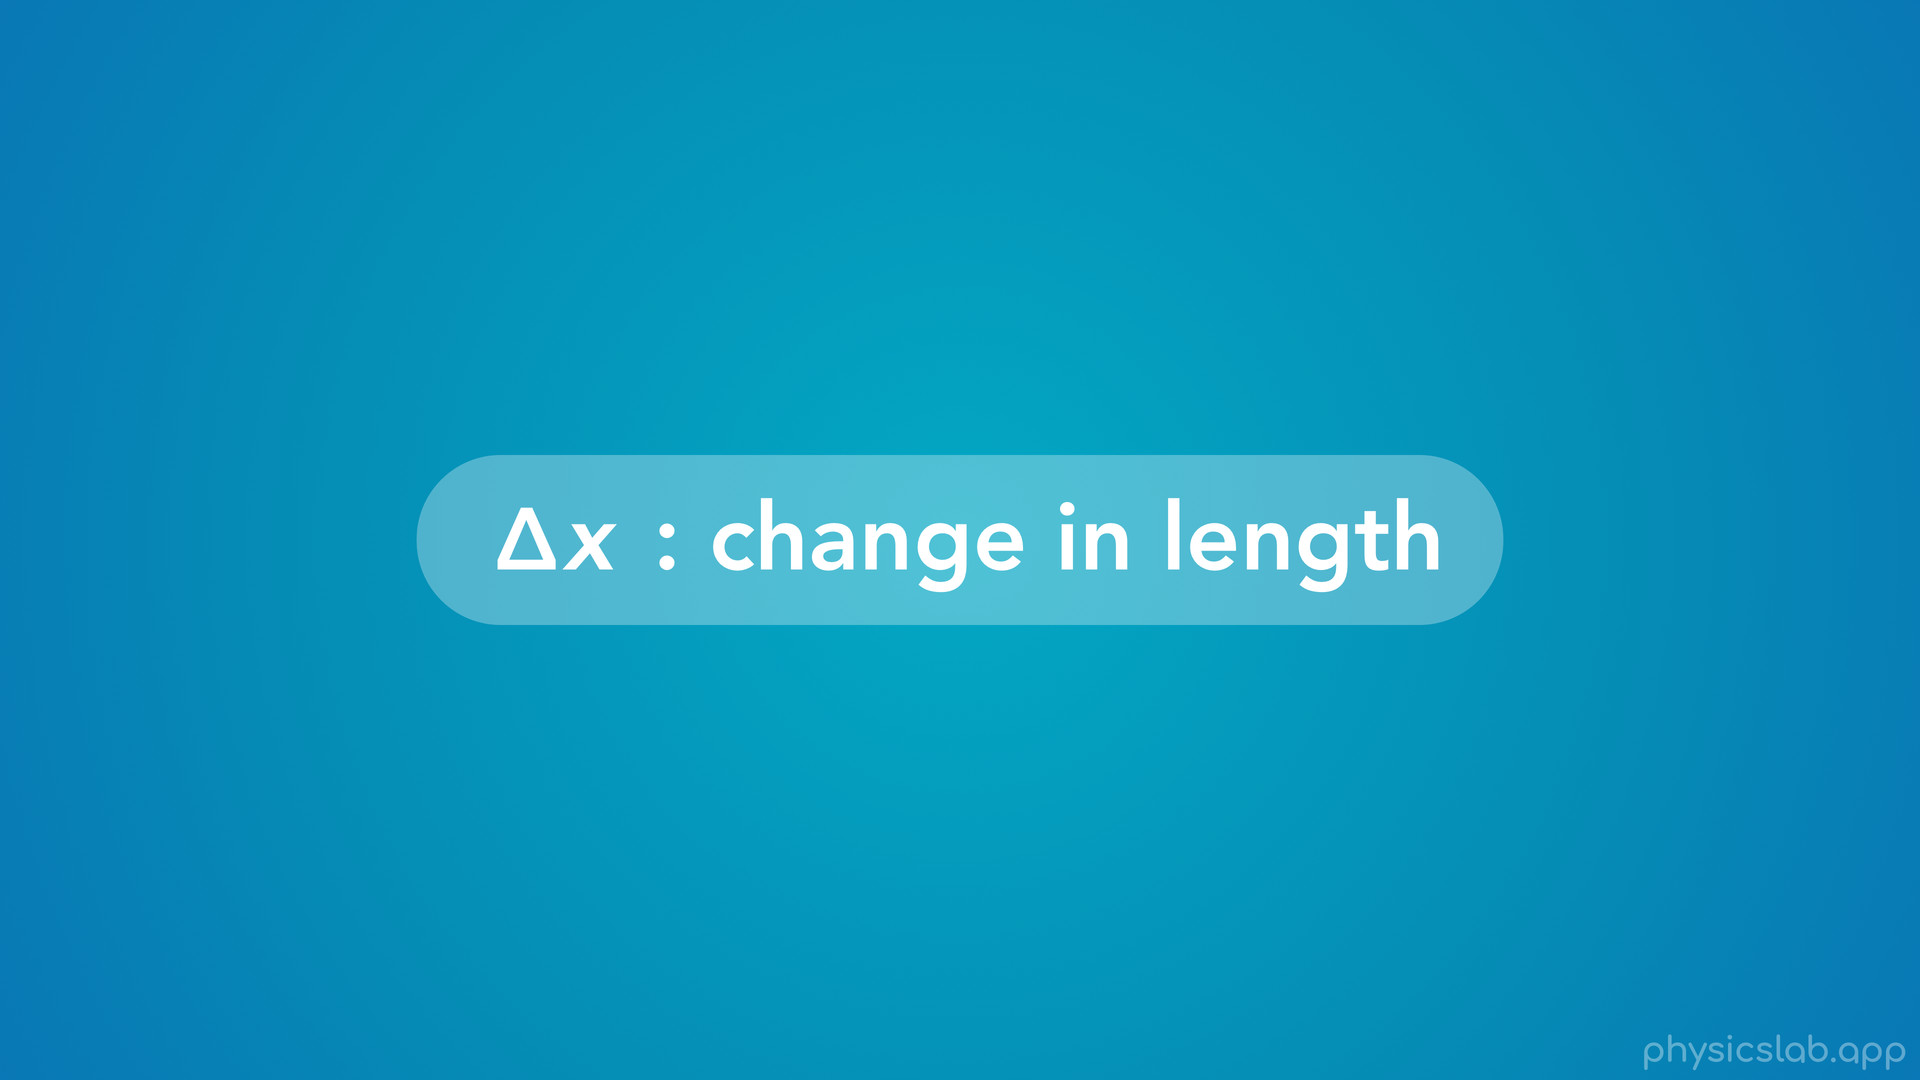 Δx : change in length
physicslab.app